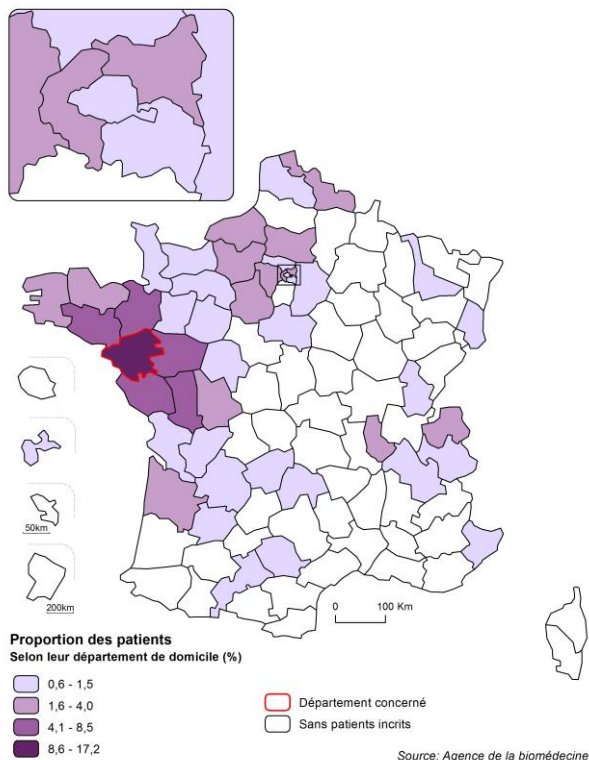 50km
200km
0 100 Km
Proportion des patients
Selon leur département de domicile (%)
0,6 - 1,5
1,6 - 4,0
4,1 - 8,5
8,6 - 17,2
Département concerné
Sans patients incrits
Source: Agence de la biomédecine